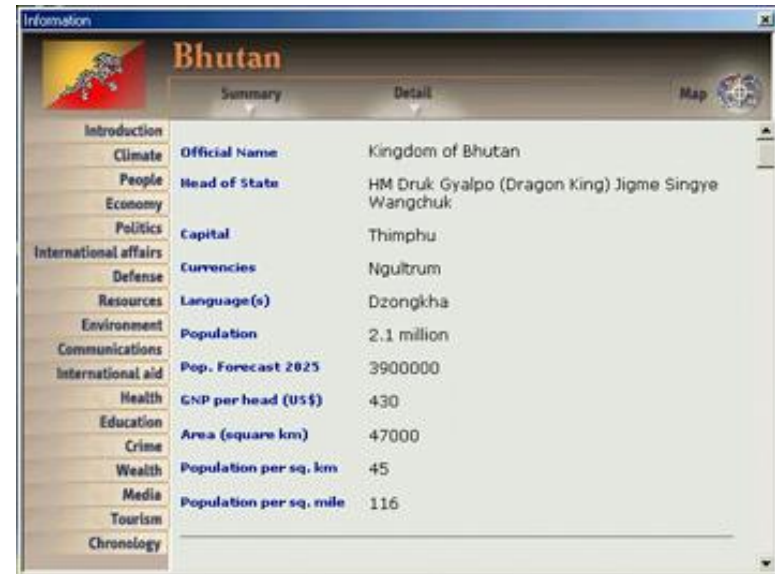 Information
Bhutan
Summary Detail Map
Introduction
Climate
People
Economy
Politics
International affairs
Defense
Resources
Environment
Communications
International aid
Health
Education
Crime
Wealth
Media
Tourism
Chronology
Official Name Kingdom of Bhutan
Head of State HM Druk Gyalpo (Dragon King) Jigme Singye
Wangchuk
Capital Thimphu
Currencies Ngultrum
Language(s) Dzongkha
Population 2.1 million
Pop. Forecast 2025 3900000
GNP per head (US$) 430
Area (square km) 47000
Population per sq. km 45
Population per sq. mile 116